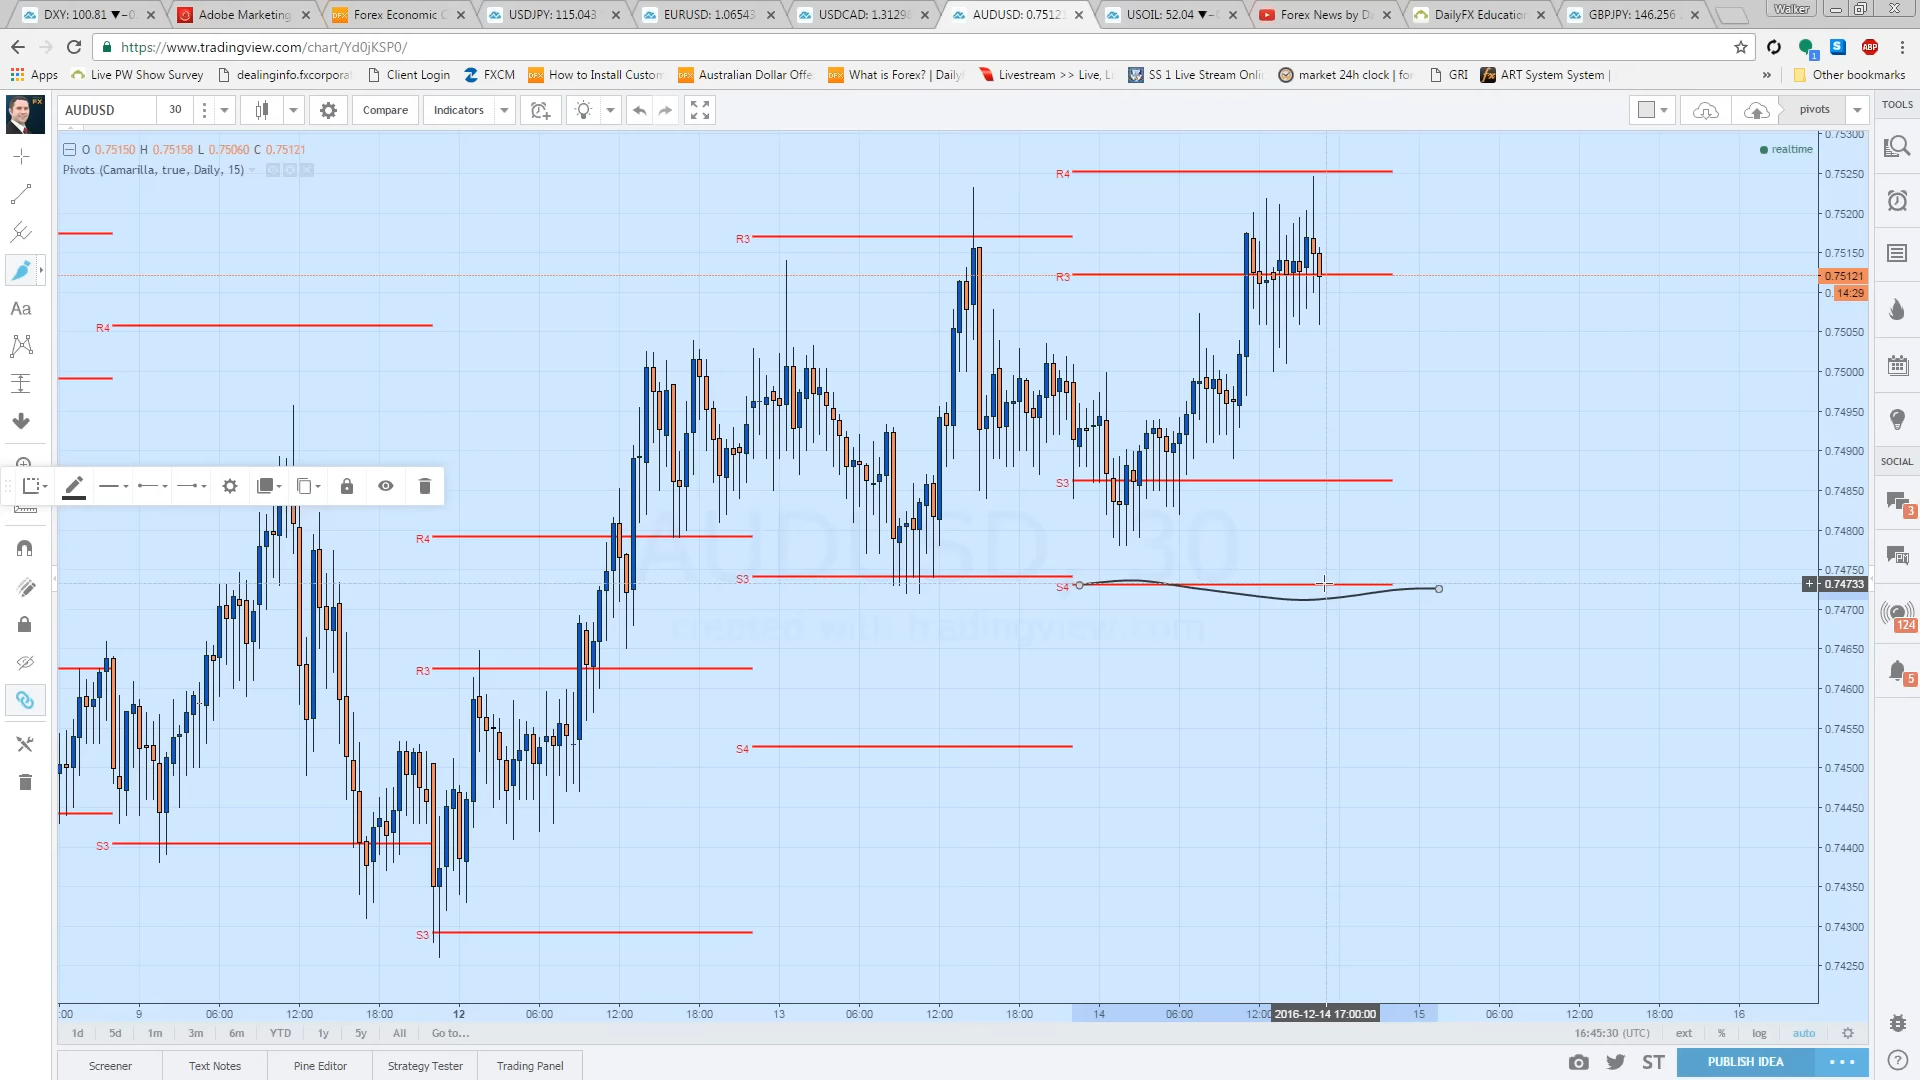 DXY: 100.81 ▼−0. Adobe Marketing Forex Economic C USDJPY: 115.043 EURUSD: 1.06543 USDCAD: 1.3129 AUDUSD: 0.7512 USOIL: 52.04 ▼− Forex News by D DailyFX Education GBPJPY: 146.256 Walker
https://www.tradingview.com/chart/Yd0jKSP0/
Apps Live PW Show Survey dealinginfo.fxcorpora Client Login FXCM How to Install Custom Australian Dollar Offe What is Forex? | Daily Livestream >> Live, L SS 1 Live Stream Onli market 24h clock | fo GRI ART System System | » Other bookmarks
AUDUSD 30 Compare Indicators pivots TOOLS
O 0.75150 H 0.75158 L 0.75060 C 0.75121 realtime
Pivots (Camarilla, true, Daily, 15)
0.75300
0.75250
0.75200
0.75150
0.75121
14:29
0.75050
0.75000
0.74950
0.74900
0.74850
0.74800
0.74750
0.74733
0.74700
0.74650
0.74600
0.74550
0.74500
0.74450
0.74400
0.74350
0.74300
0.74250
R4
R3
R3
R4
S3
R4
S3
S4
R3
S4
S3
S3
AUDUSD, 30
created with tradingview.com
SOCIAL
3
124
5
:00 9 06:00 12:00 18:00 12 06:00 12:00 18:00 13 06:00 12:00 18:00 14 06:00 12:0 2016-12-14 17:00:00 15 06:00 12:00 18:00 16
1d 5d 1m 3m 6m YTD 1y 5y All Go to... 16:45:30 (UTC) ext % log auto
Screener Text Notes Pine Editor Strategy Tester Trading Panel ST PUBLISH IDEA